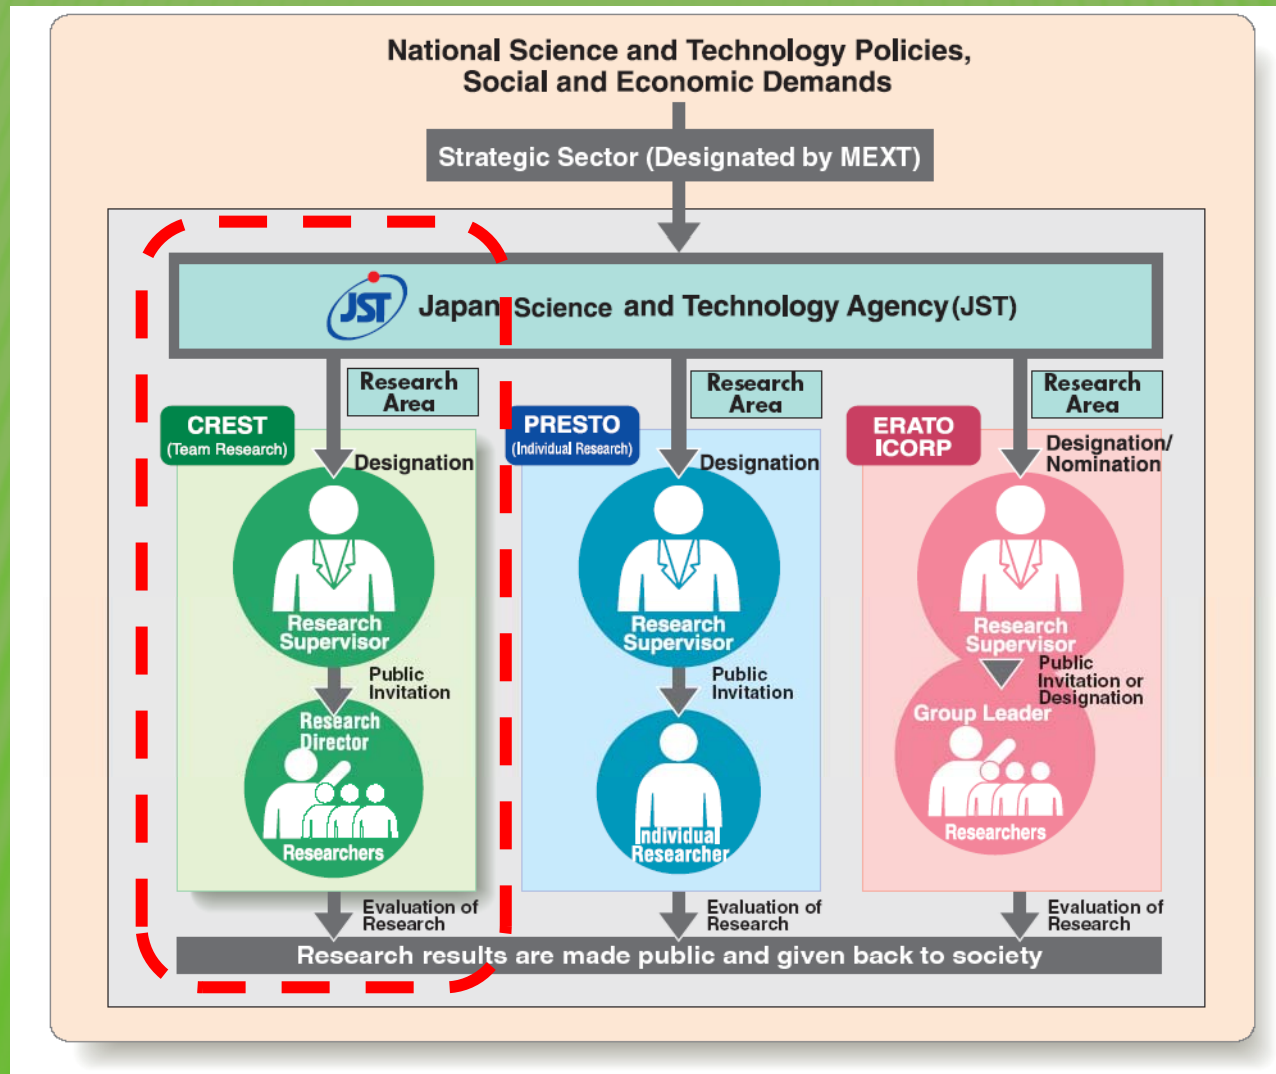 National Science and Technology Policies,
Social and Economic Demands
Strategic Sector (Designated by MEXT)
JST Japan Science and Technology Agency (JST)
Research
Area
CREST
(Team Research)
Designation
Research
Supervisor
Public
Invitation
Research
Director
Researchers
Evaluation of
Research
Research
Area
PRESTO
(Individual Research)
Designation
Research
Supervisor
Public
Invitation
Individual
Researcher
Evaluation of
Research
Research
Area
ERATO
ICORP
Designation/
Nomination
Research
Supervisor
Public
Invitation or
Designation
Group Leader
Researchers
Evaluation of
Research
Research results are made public and given back to society